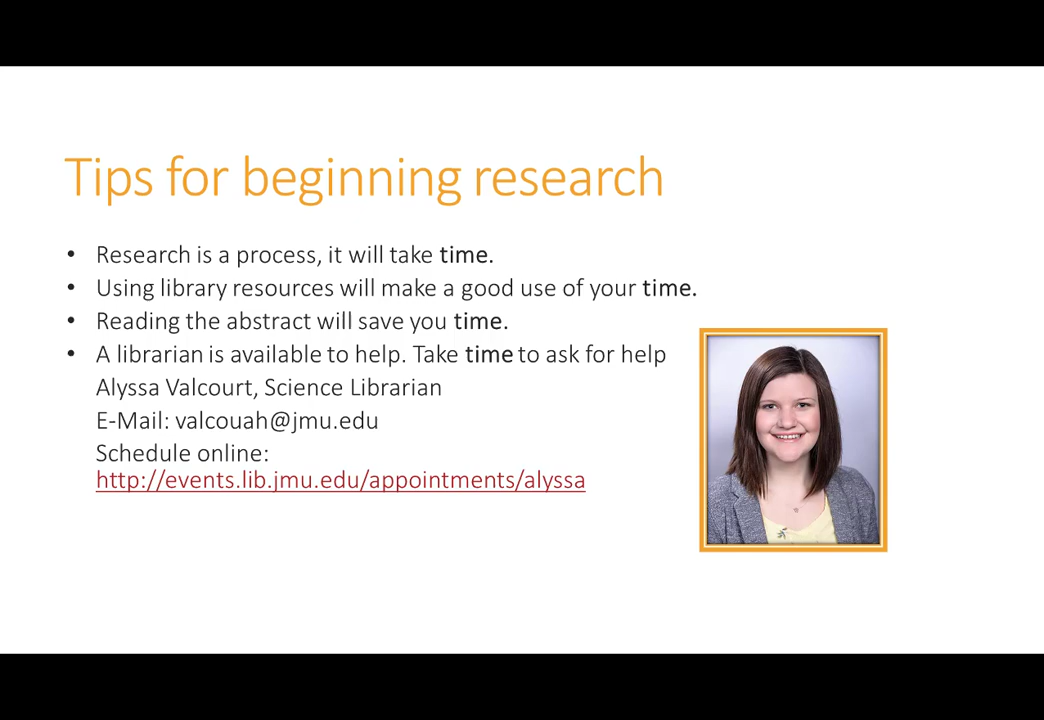 Tips for beginning research
• Research is a process, it will take time.
• Using library resources will make a good use of your time.
• Reading the abstract will save you time.
• A librarian is available to help. Take time to ask for help
Alyssa Valcourt, Science Librarian
E-Mail: valcouah@jmu.edu
Schedule online:
http://events.lib.jmu.edu/appointments/alyssa